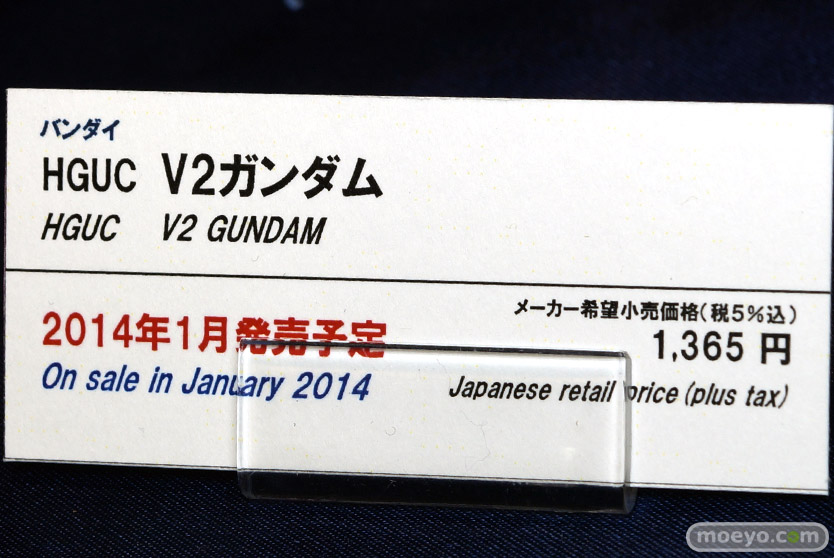 バンダイ
HGUC V2ガンダム
HGUC V2 GUNDAM
2014年1月発売予定
On sale in January 2014
メーカー希望小売価格(税5%込)
1,365 円
Japanese retail price (plus tax)
moeyo.com